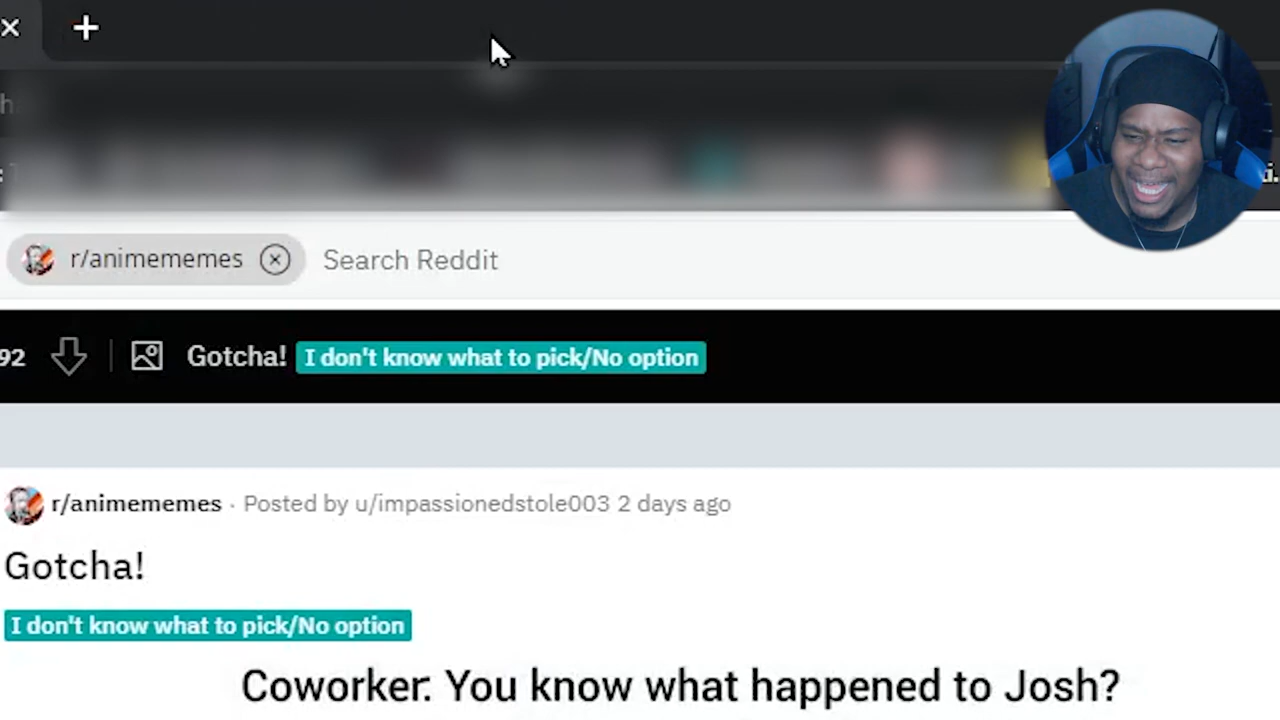 r/animememes Search Reddit
92 Gotcha! I don't know what to pick/No option
r/animememes · Posted by u/impassionedstole003 2 days ago
Gotcha!
I don't know what to pick/No option
Coworker: You know what happened to Josh?